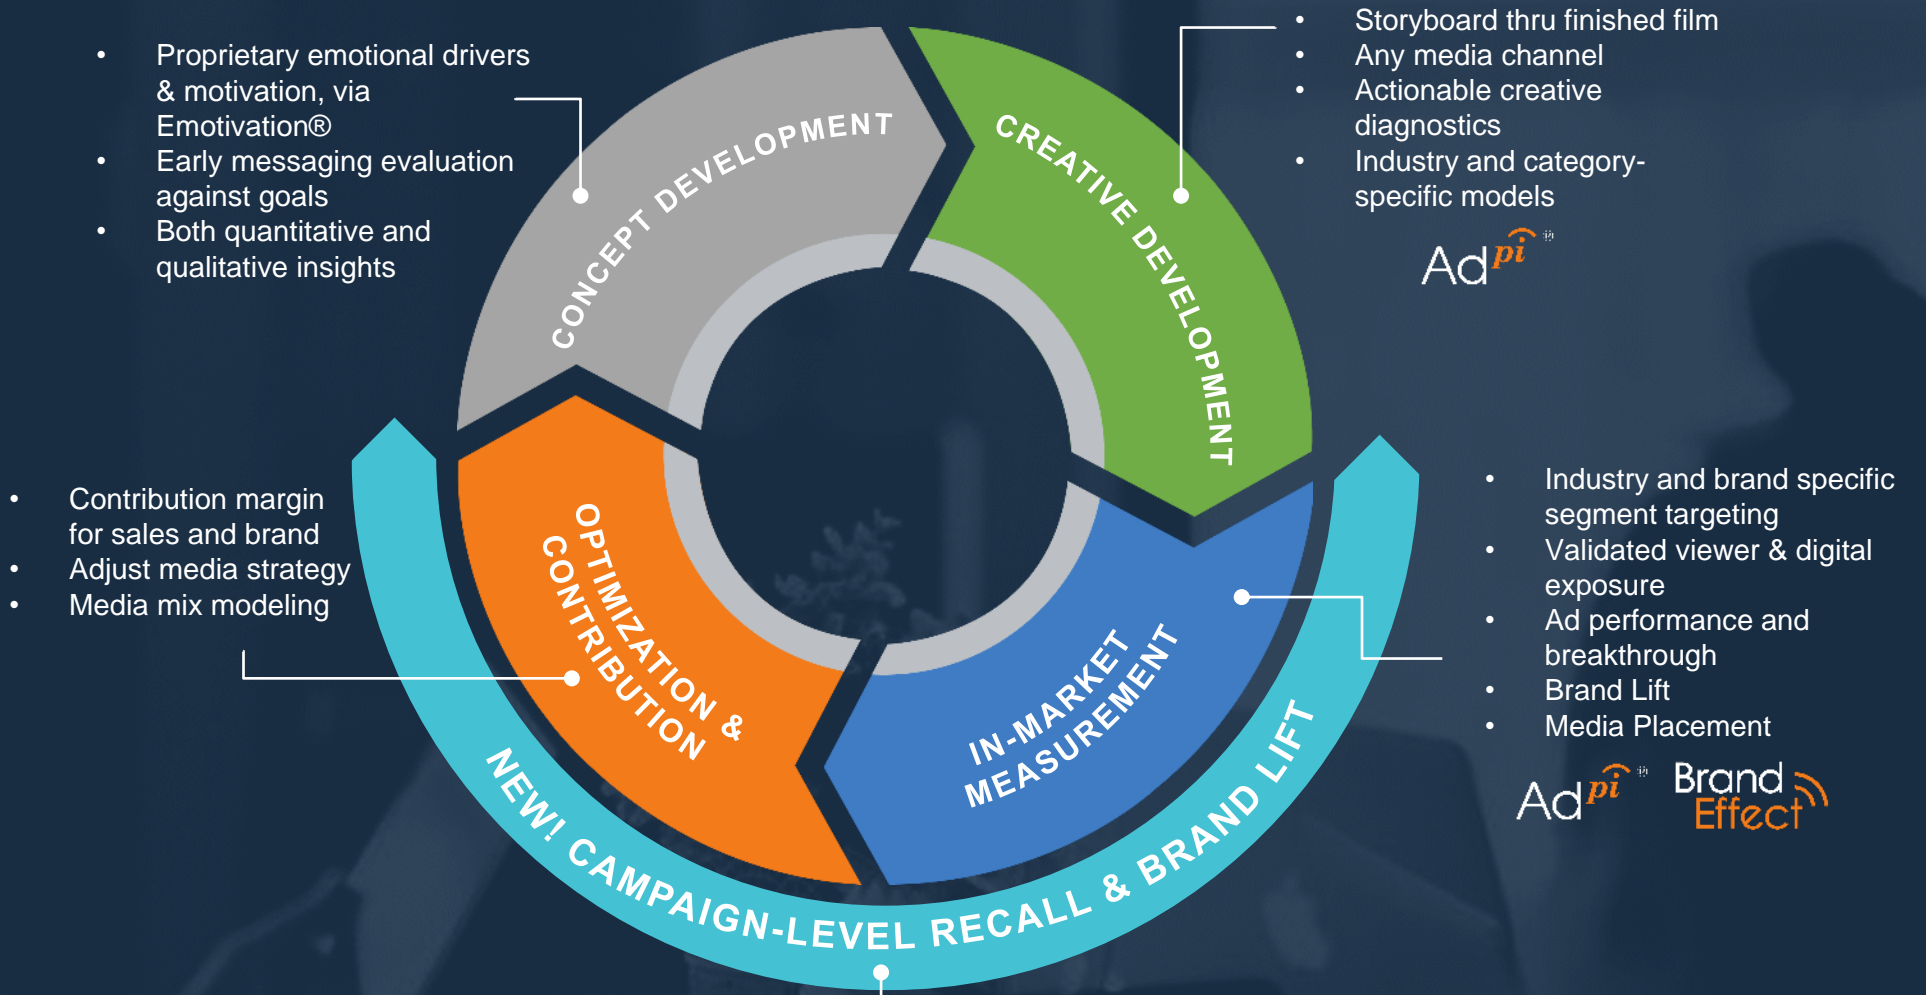 • Proprietary emotional drivers
& motivation, via
Emotivation®
• Early messaging evaluation
against goals
• Both quantitative and
qualitative insights
• Storyboard thru finished film
• Any media channel
• Actionable creative
diagnostics
• Industry and category-
specific models
Adpi®
CONCEPT DEVELOPMENT
CREATIVE DEVELOPMENT
• Contribution margin
for sales and brand
• Adjust media strategy
• Media mix modeling
OPTIMIZATION &
CONTRIBUTION
IN-MARKET
MEASUREMENT
• Industry and brand specific
segment targeting
• Validated viewer & digital
exposure
• Ad performance and
breakthrough
• Brand Lift
• Media Placement
Adpi®
Brand
Effect
NEW! CAMPAIGN-LEVEL RECALL & BRAND LIFT